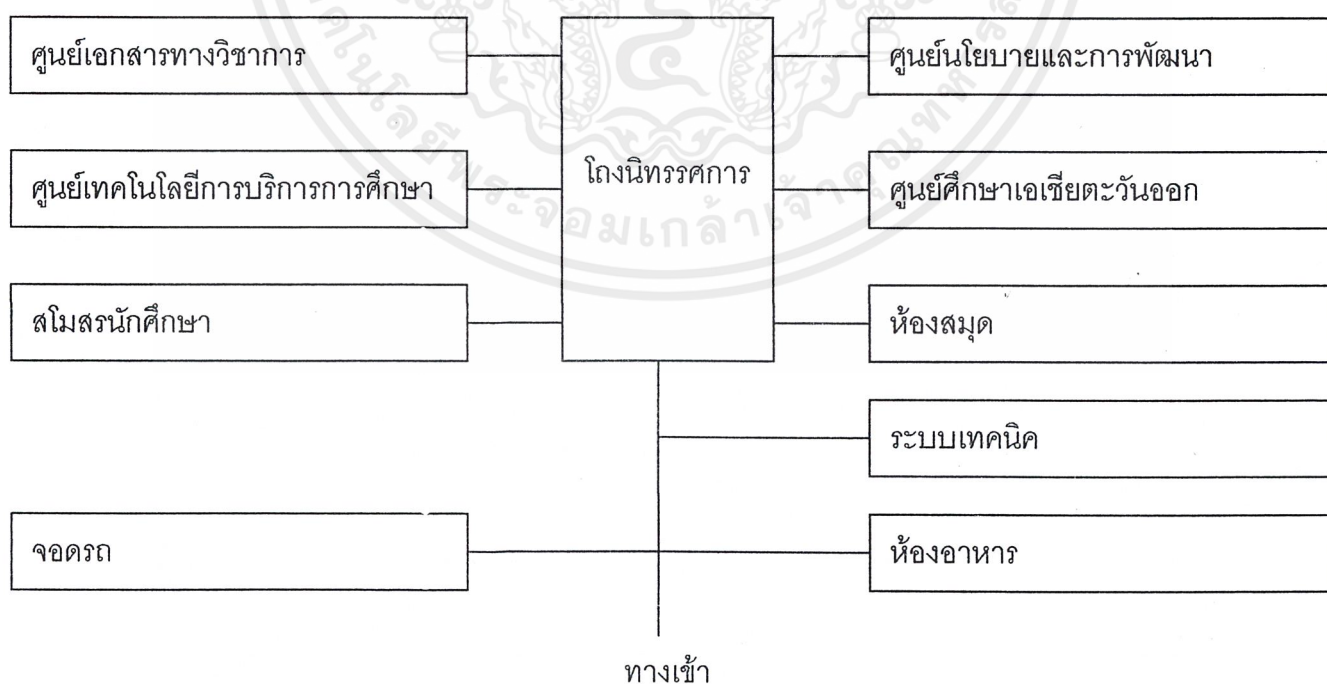 ศูนย์เอกสารทางวิชาการ
ศูนย์นโยบายและการพัฒนา
โถงนิทรรศการ
ศูนย์เทคโนโลยีการบริการการศึกษา
ศูนย์ศึกษาเอเชียตะวันออก
สโมสรนักศึกษา
ห้องสมุด
ระบบเทคนิค
จอดรถ
ห้องอาหาร
ทางเข้า